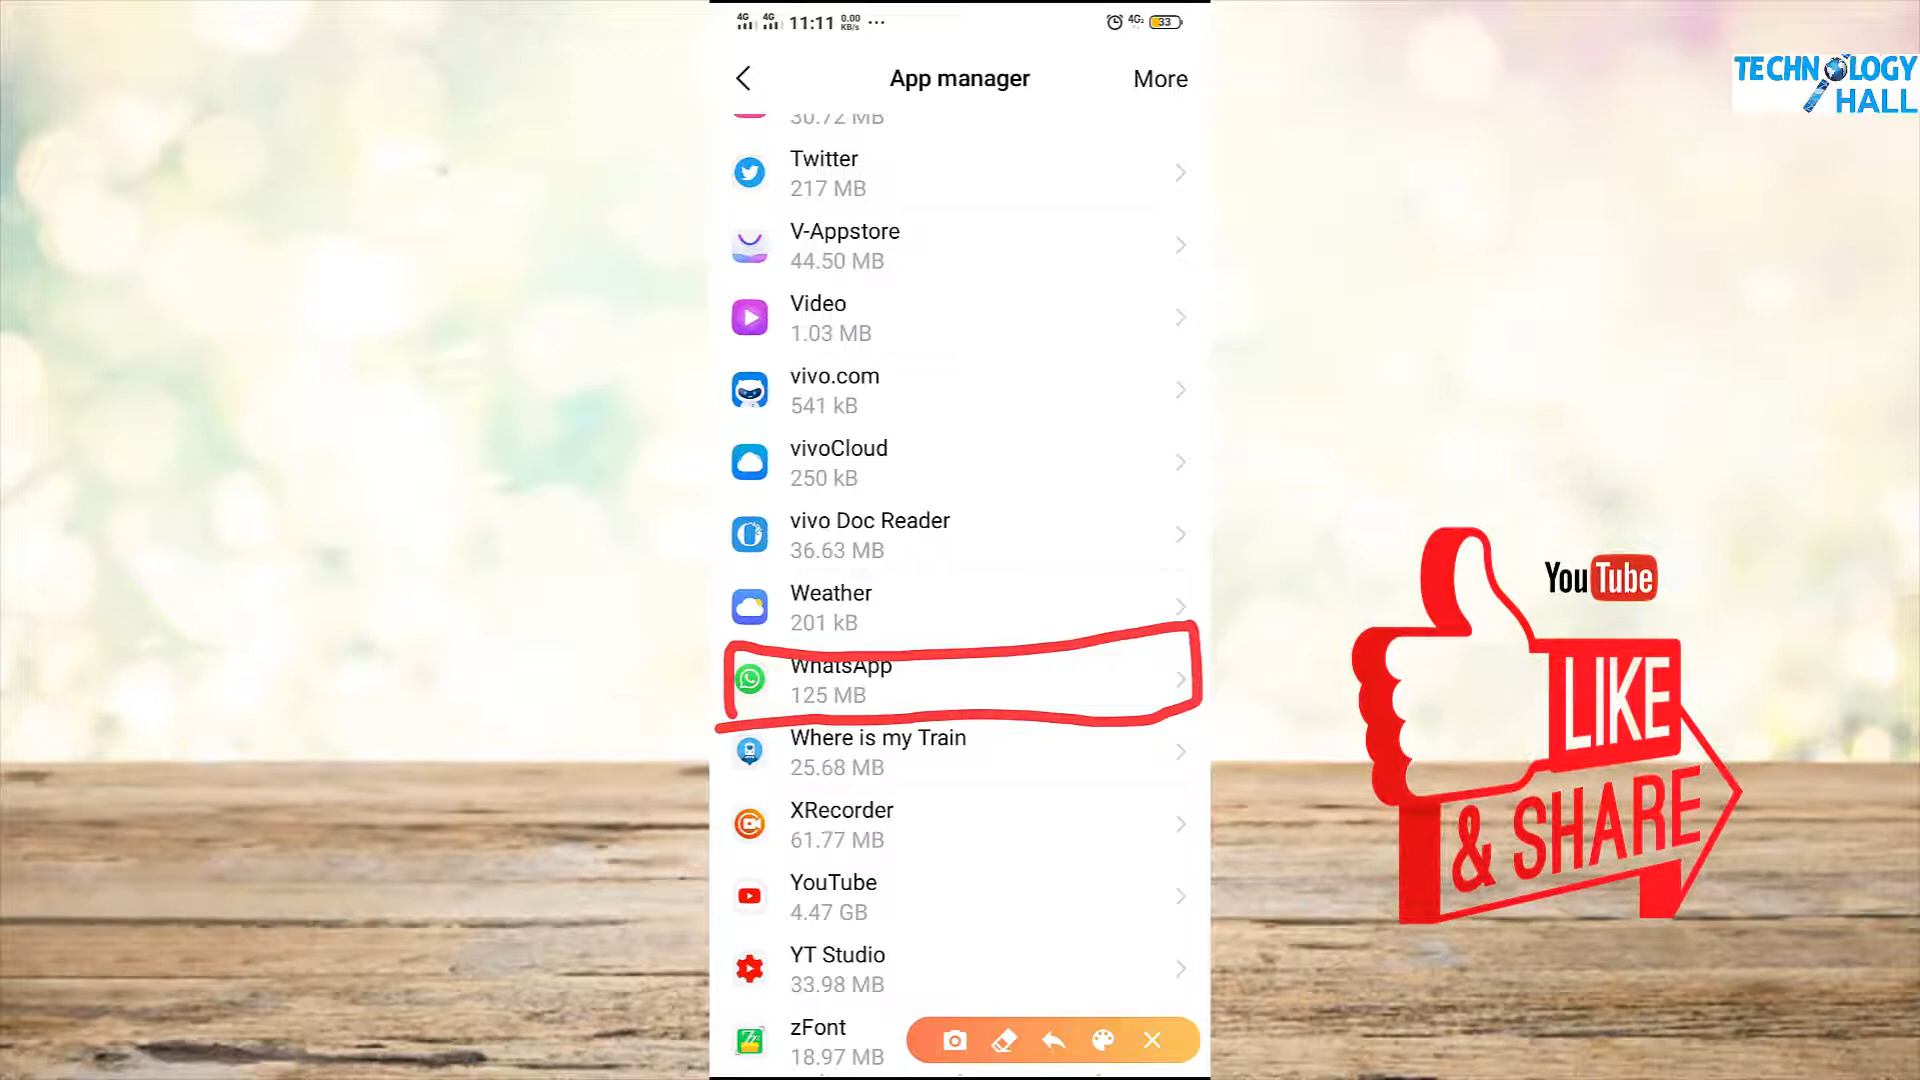 4G 4G 11:11 0.00 KB/s ... 4G2 33
App manager More
30.72 MB
Twitter
217 MB
V-Appstore
44.50 MB
Video
1.03 MB
vivo.com
541 kB
vivoCloud
250 kB
vivo Doc Reader
36.63 MB
Weather
201 kB
WhatsApp
125 MB
Where is my Train
25.68 MB
XRecorder
61.77 MB
YouTube
4.47 GB
YT Studio
33.98 MB
zFont
18.97 MB
TECHNOLOGY
HALL
YouTube
LIKE
& SHARE